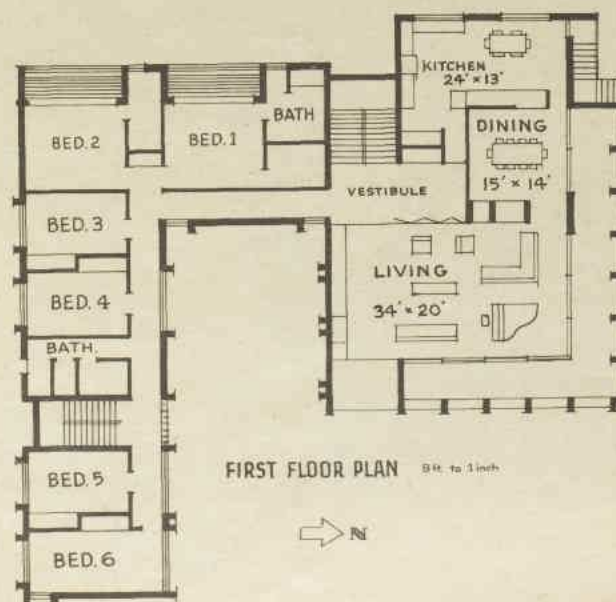 KITCHEN
24' × 13'
BED. 2
BED. 1
BATH
DINING
15' × 14'
VESTIBULE
BED. 3
LIVING
34' × 20'
BED. 4
BATH.
BED. 5
FIRST FLOOR PLAN 8 ft to 1 inch
N
BED. 6